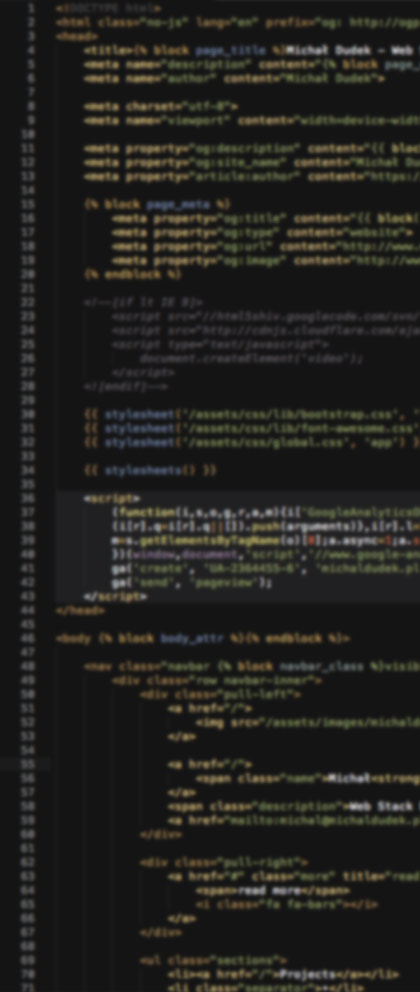 1 <!DOCTYPE html>
2 <html class="no-js" lang="en" prefix="og: http://og
3 <head>
4 <title>{% block page_title %}Michał Dudek — Web
5 <meta name="description" content="{% block page_
6 <meta name="author" content="Michał Dudek">
7
8 <meta charset="utf-8">
9 <meta name="viewport" content="width=device-widt
10
11 <meta property="og:description" content="{{ bloc
12 <meta property="og:site_name" content="Michał Du
13 <meta property="article:author" content="https:/
14
15 {% block page_meta %}
16 <meta property="og:title" content="{{ block
17 <meta property="og:type" content="website">
18 <meta property="og:url" content="http://www.
19 <meta property="og:image" content="http://ww
20 {% endblock %}
21
22 <!--[if lt IE 9]>
23 <script src="//html5shiv.googlecode.com/svn/
24 <script src="http://cdnjs.cloudflare.com/aja
25 <script type="text/javascript">
26 document.createElement('video');
27 </script>
28 <![endif]-->
29
30 {{ stylesheet('/assets/css/lib/bootstrap.css', '
31 {{ stylesheet('/assets/css/lib/font-awesome.css'
32 {{ stylesheet('/assets/css/global.css', 'app') }
33
34 {{ stylesheets() }}
35
36 <script>
37 (function(i,s,o,g,r,a,m){i['GoogleAnalyticsO
38 (i[r].q=i[r].q||[]).push(arguments)},i[r].l
39 m=s.getElementsByTagName(o)[0];a.async=1;a.s
40 })(window,document,'script','//www.google-an
41 ga('create', 'michaldudek.pl
42 ga('send', 'pageview');
43 </script>
44 </head>
45
46 <body {% block body_attr %}{% endblock %}>
47
48 <nav class="navbar {% block navbar_class %}visib
49 <div class="row navbar-inner">
50 <div class="pull-left">
51 <a href="/">
52 <img src="/assets/images/michald
53 </a>
54
55 <a href="/">
56 <span class="name">Michał<strong
57 </a>
58 <span class="description">Web Stack
59 <a href="mailto:michal@michaldudek.p
60 </div>
61
62 <div class="pull-right">
63 <a href="#" class="more" title="read
64 <span>read more</span>
65 <i class="fa fa-bars"></i>
66 </a>
67 </div>
68
69 <ul class="sections">
70 <li><a href="/">Projects</a></li>
71 <li class="separator">•</li>